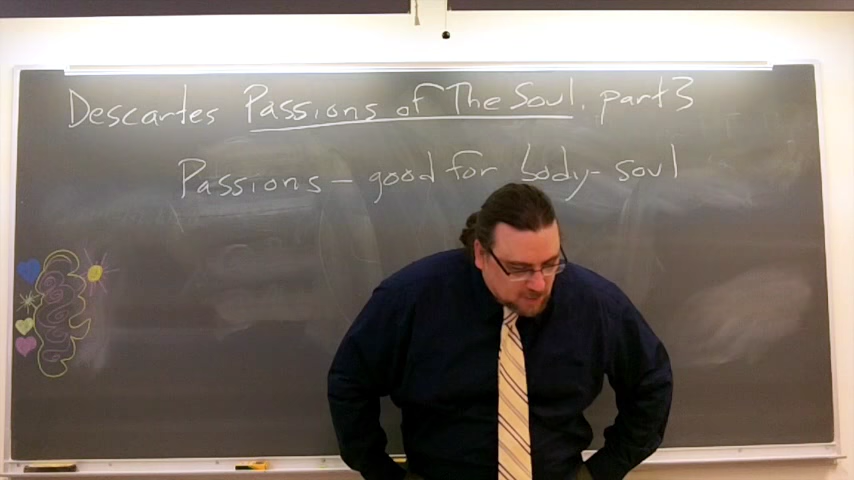 Descartes Passions of The Soul, part 3
Passions – good for body-soul